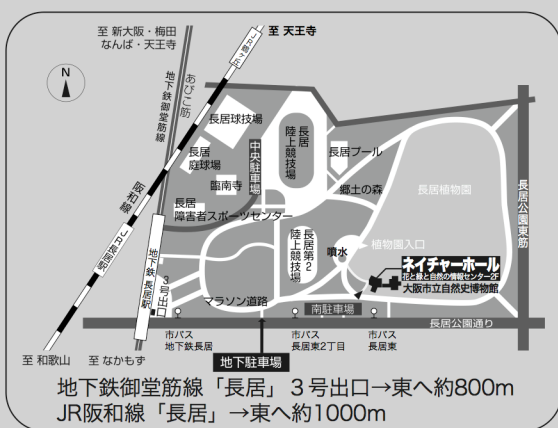 至 新大阪・梅田
なんば・天王寺
至 天王寺
N
地下鉄御堂筋線
あびこ筋
JR鶴ヶ丘
長居球技場
長居
陸上競技場
中央駐車場
長居プール
長居
庭球場
臨南寺
郷土の森
長居植物園
長居
障害者スポーツセンター
長居第2
陸上競技場
噴水
植物園入口
ネイチャーホール
花と緑と自然の情報センター2F
大阪市立自然史博物館
長居公園東筋
阪和線
JR長居駅
地下鉄 長居駅
3号出口
マラソン道路
南駐車場
長居公園通り
市バス
地下鉄長居
市バス
長居東2丁目
市バス
長居東
至 和歌山
至 なかもず
地下駐車場
地下鉄御堂筋線「長居」3号出口→東へ約800m
JR阪和線「長居」→東へ約1000m